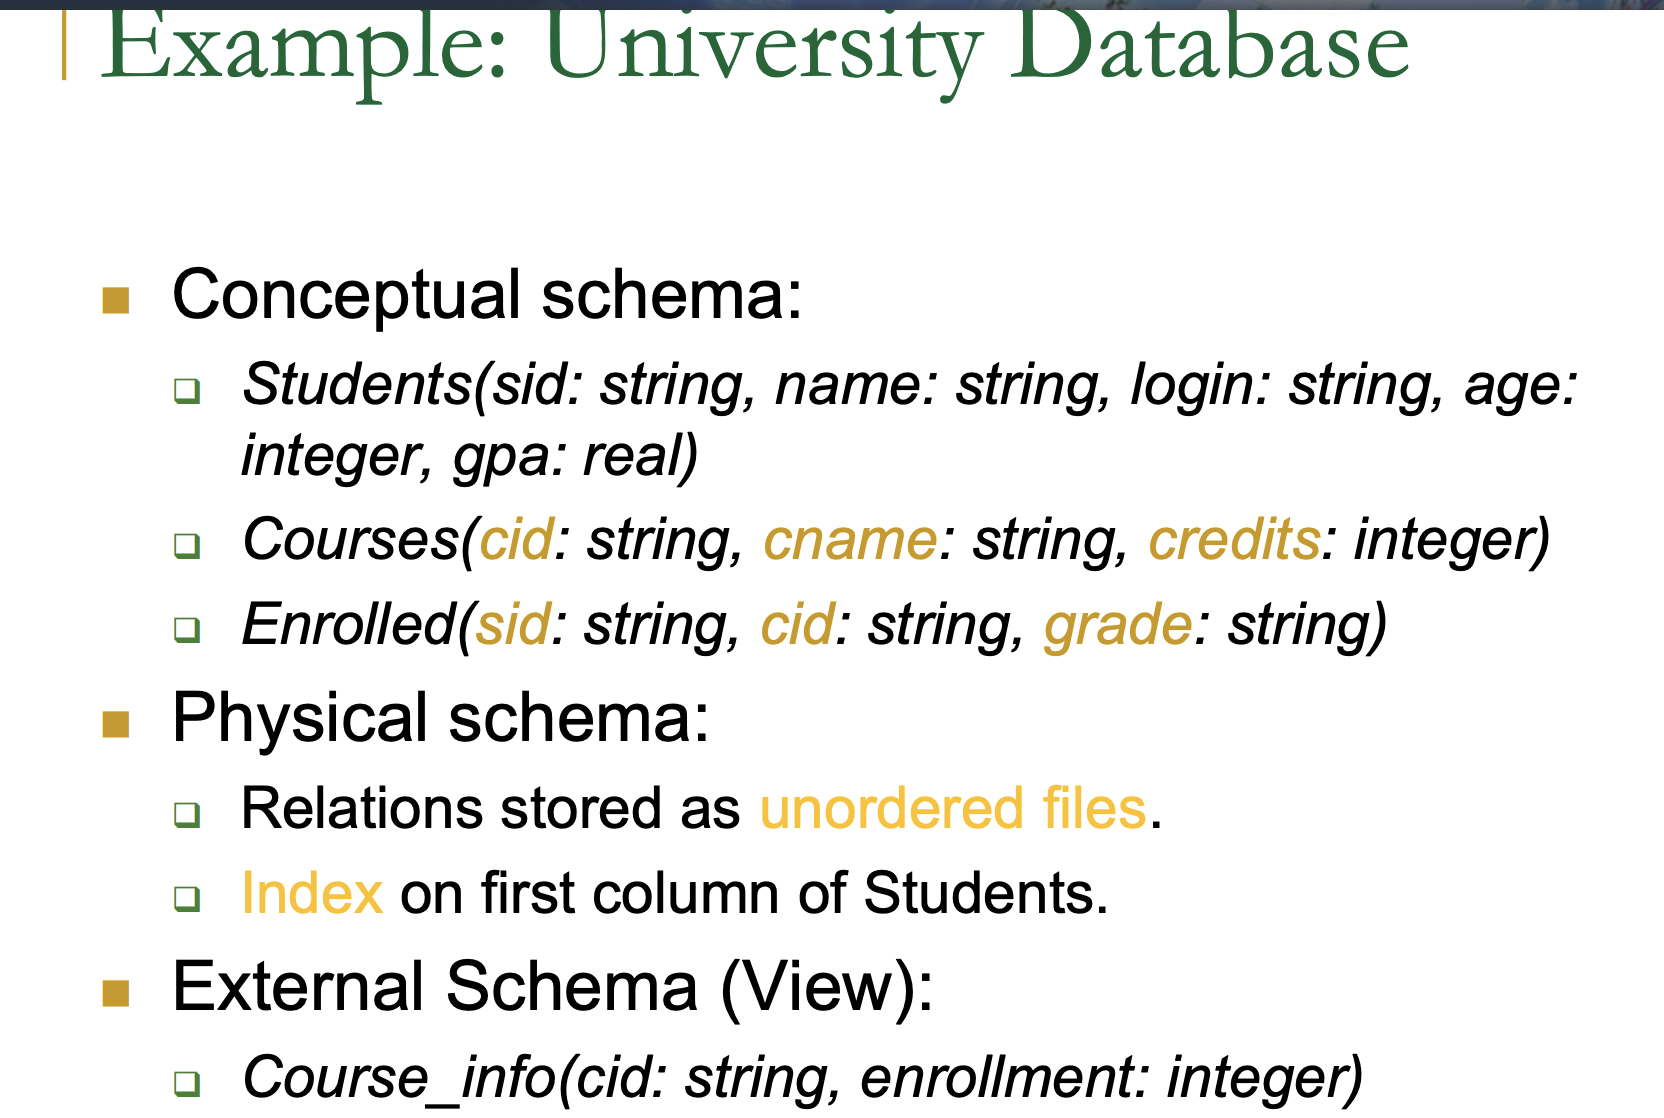 Example: University Database
Conceptual schema:
Students(sid: string, name: string, login: string, age:
integer, gpa: real)
Courses(cid: string, cname: string, credits: integer)
Enrolled(sid: string, cid: string, grade: string)
Physical schema:
Relations stored as unordered files.
Index on first column of Students.
External Schema (View):
Course_info(cid: string, enrollment: integer)